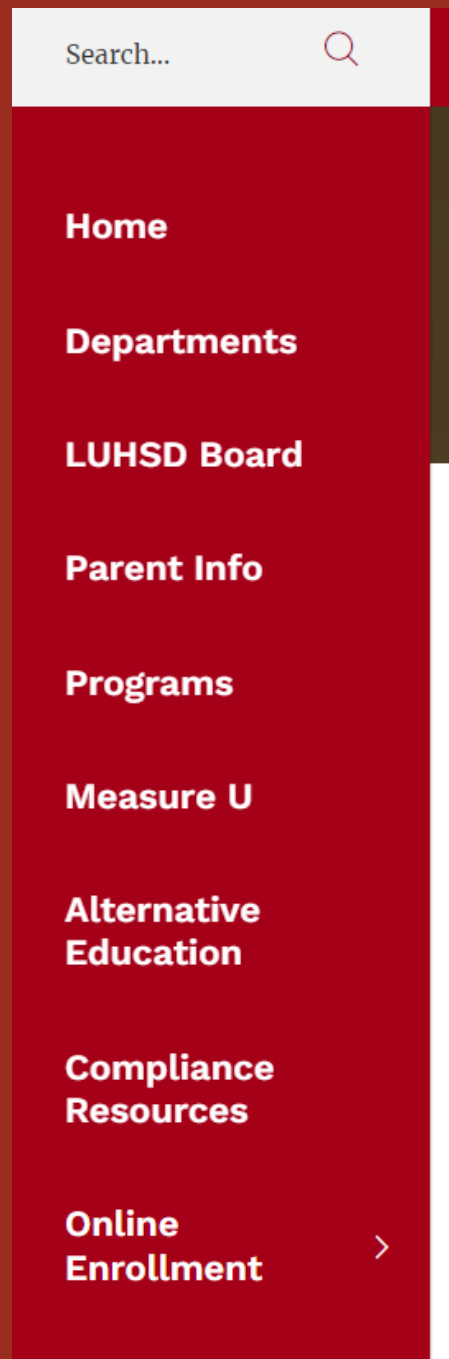 Search...
Home
Departments
LUHSD Board
Parent Info
Programs
Measure U
Alternative
Education
Compliance
Resources
Online
Enrollment